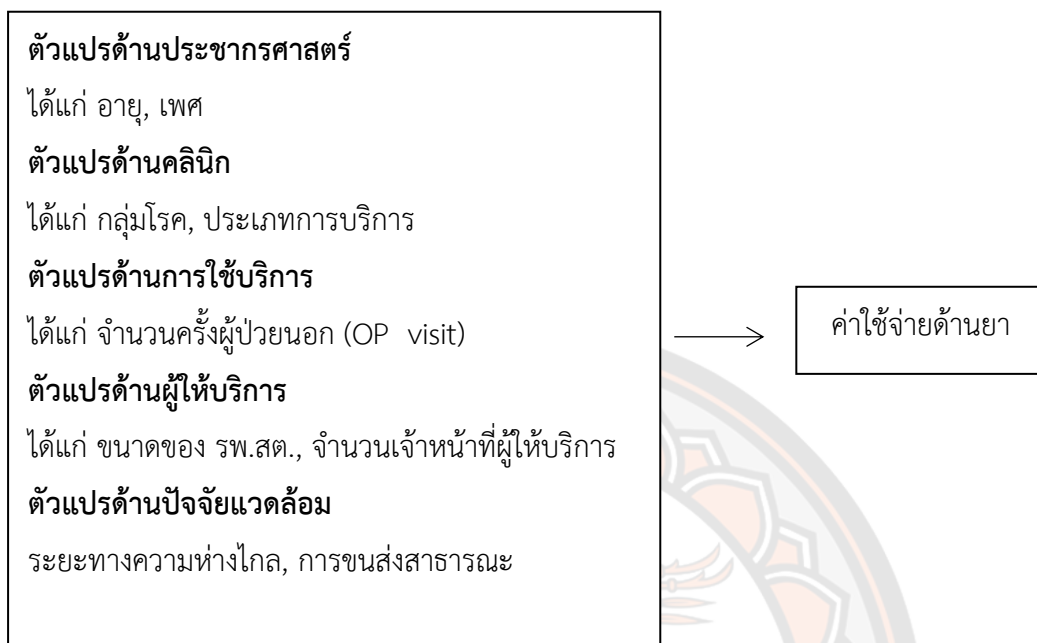 ตัวแปรด้านประชากรศาสตร์
ได้แก่ อายุ, เพศ
ตัวแปรด้านคลินิก
ได้แก่ กลุ่มโรค, ประเภทการบริการ
ตัวแปรด้านการใช้บริการ
ได้แก่ จำนวนครั้งผู้ป่วยนอก (OP visit)
ตัวแปรด้านผู้ให้บริการ
ได้แก่ ขนาดของ รพ.สต., จำนวนเจ้าหน้าที่ผู้ให้บริการ
ตัวแปรด้านปัจจัยแวดล้อม
ระยะทางความห่างไกล, การขนส่งสาธารณะ
ค่าใช้จ่ายด้านยา